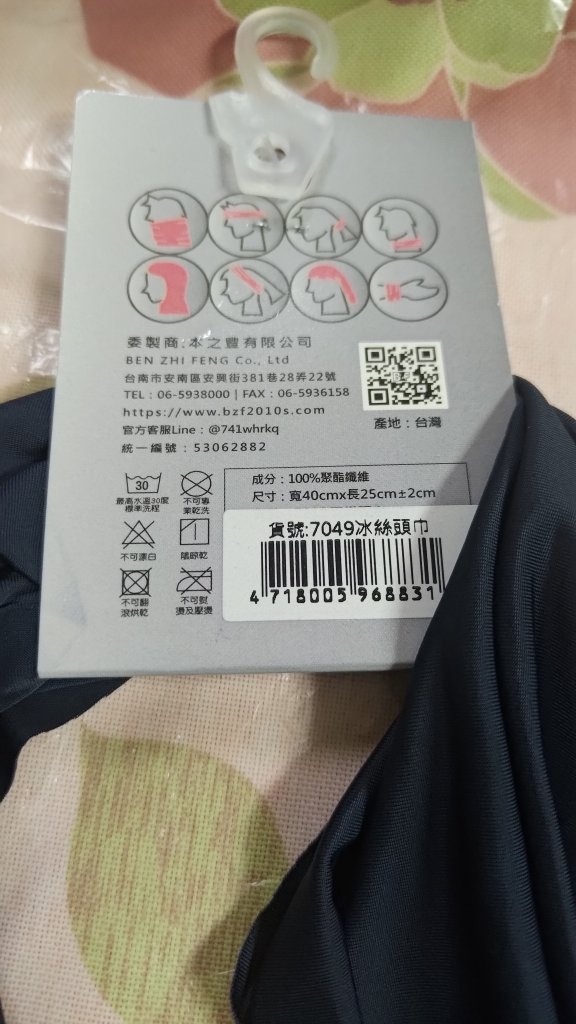 委製商:本之豐有限公司
BEN ZHI FENG Co., Ltd
台南市安南區安興街381巷28弄22號
TEL : 06-5938000 | FAX : 06-5936158
https://www.bzf2010s.com
官方客服Line : @741whrkq
統一編號 : 53062882
產地 : 台灣
30
最高水溫30度
標準洗程
不可專
業乾洗
不可漂白
陰晾乾
不可翻
滾烘乾
不可熨
燙及壓燙
成分 : 100%聚酯纖維
尺寸 : 寬40cmx長25cm±2cm
貨號:7049冰絲頭巾
4 718005 968831